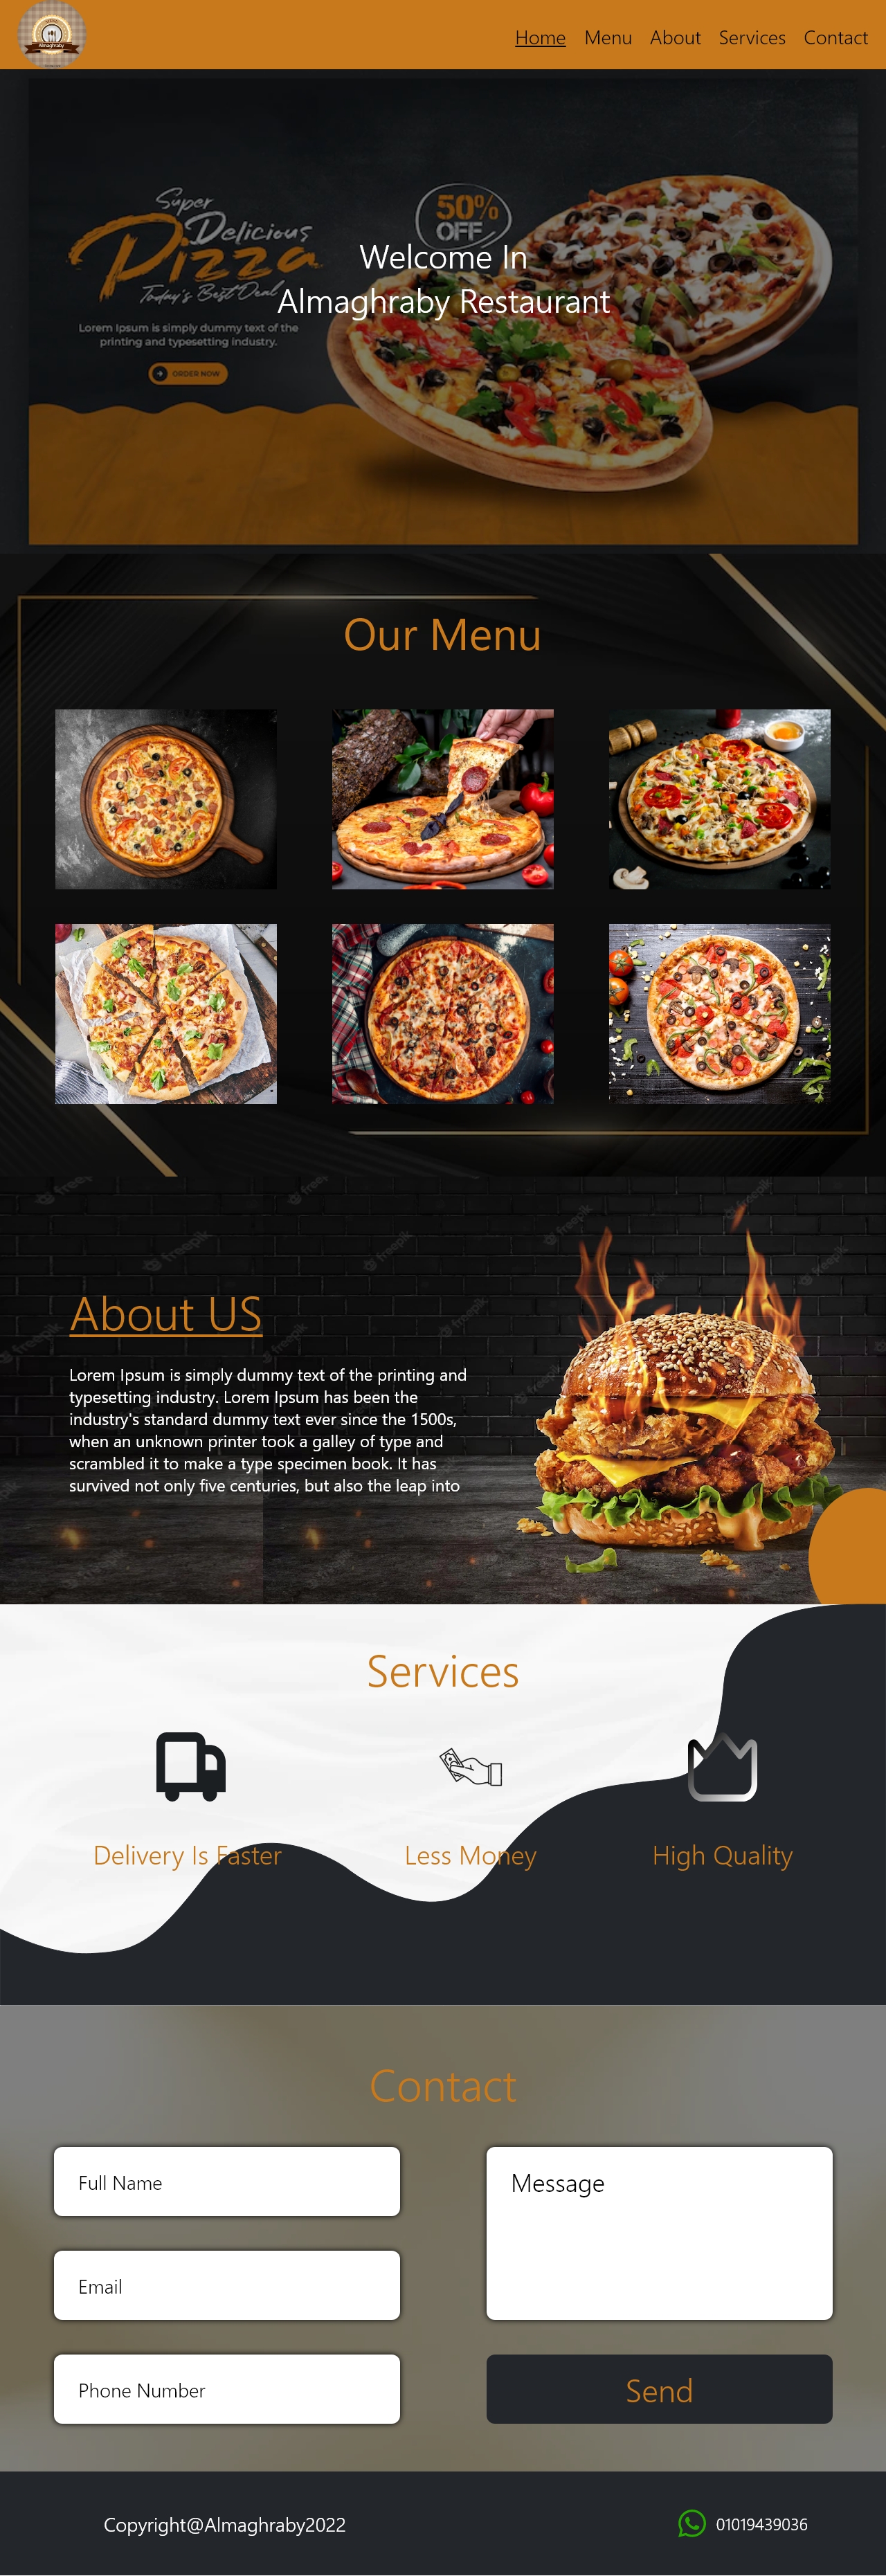 Almaghraby
Home Menu About Services Contact
Super
Delicious
Pizza
Today's Best Deal
Lorem Ipsum is simply dummy text of the
printing and typesetting industry.
ORDER NOW
50%
OFF
Welcome In
Almaghraby Restaurant
Our Menu
About US
Lorem Ipsum is simply dummy text of the printing and
typesetting industry. Lorem Ipsum has been the
industry's standard dummy text ever since the 1500s,
when an unknown printer took a galley of type and
scrambled it to make a type specimen book. It has
survived not only five centuries, but also the leap into
freepik
Services
Delivery Is Faster
Less Money
High Quality
Contact
Full Name
Email
Phone Number
Message
Send
Copyright@Almaghraby2022
01019439036